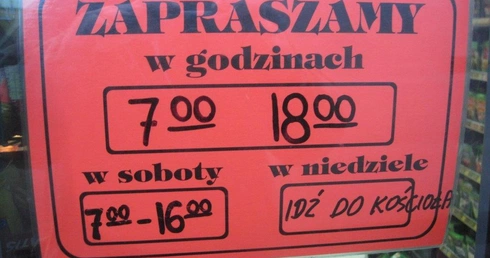 ZAPRASZAMY
w godzinach
7⁰⁰ 18⁰⁰
w soboty w niedziele
7⁰⁰-16⁰⁰ IDŹ DO KOŚCIOŁA